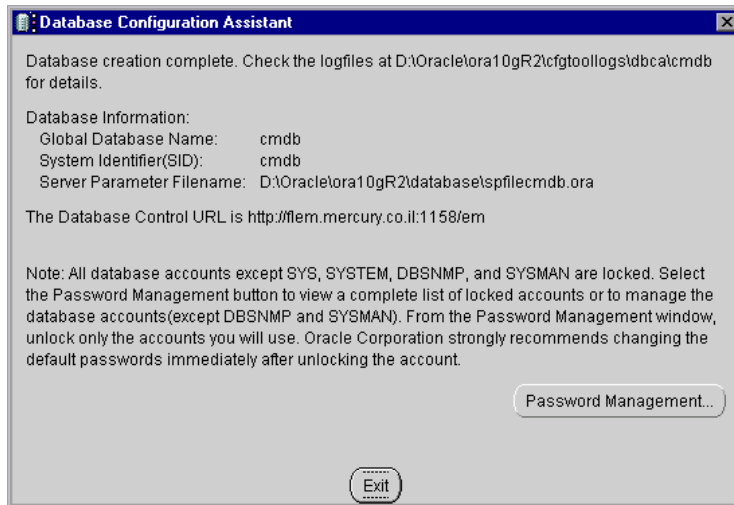 Database Configuration Assistant
Database creation complete. Check the logfiles at D:\Oracle\ora10gR2\cfgtoollogs\dbca\cmdb
for details.
Database Information:
Global Database Name: cmdb
System Identifier(SID): cmdb
Server Parameter Filename: D:\Oracle\ora10gR2\database\spfilecmdb.ora
The Database Control URL is http://flem.mercury.co.il:1158/em
Note: All database accounts except SYS, SYSTEM, DBSNMP, and SYSMAN are locked. Select
the Password Management button to view a complete list of locked accounts or to manage the
database accounts(except DBSNMP and SYSMAN). From the Password Management window,
unlock only the accounts you will use. Oracle Corporation strongly recommends changing the
default passwords immediately after unlocking the account.
Password Management...
Exit